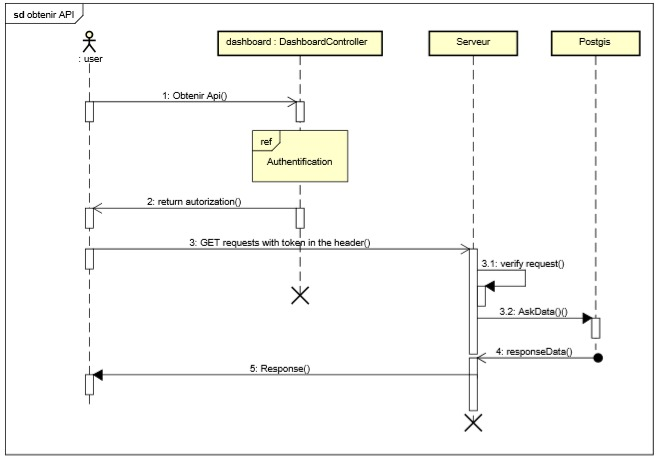 sd obtenir API
: user
dashboard : DashboardController
Serveur
Postgis
1: Obtenir Api()
ref
Authentification
2: return autorization()
3: GET requests with token in the header()
3.1: verify request()
3.2: AskData()()
4: responseData()
5: Response()